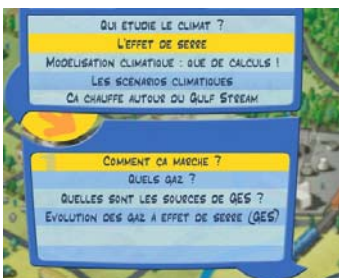 QUI ETUDIE LE CLIMAT ?
L'EFFET DE SERRE
MODELISATION CLIMATIQUE : QUE DE CALCULS !
LES SCENARIOS CLIMATIQUES
CA CHAUFFE AUTOUR DU GULF STREAM
COMMENT CA MARCHE ?
QUELS GAZ ?
QUELLES SONT LES SOURCES DE GES ?
EVOLUTION DES GAZ A EFFET DE SERRE (GES)